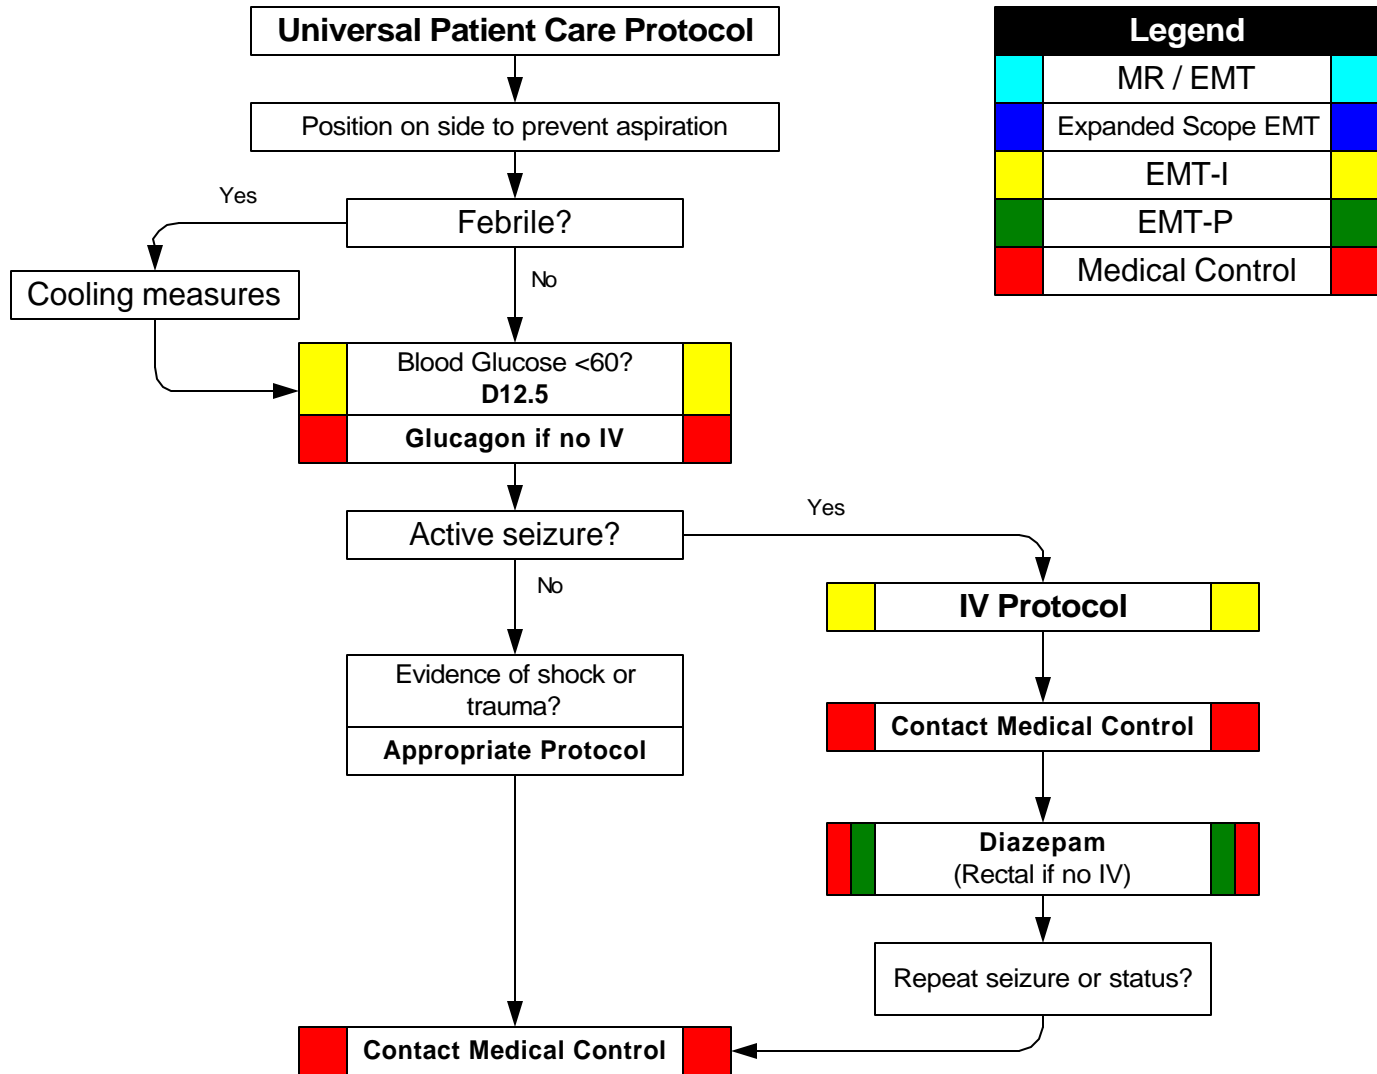 Universal Patient Care Protocol
Legend
MR / EMT
Expanded Scope EMT
EMT-I
EMT-P
Medical Control
Position on side to prevent aspiration
Yes
Febrile?
No
Cooling measures
Blood Glucose <60?
D12.5
Glucagon if no IV
Active seizure?
Yes
No
IV Protocol
Evidence of shock or
trauma?
Appropriate Protocol
Contact Medical Control
Diazepam
(Rectal if no IV)
Repeat seizure or status?
Contact Medical Control